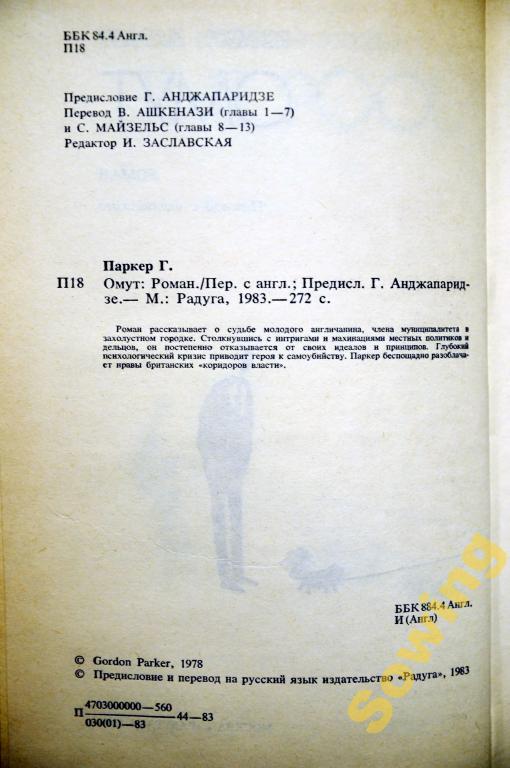 ББК 84.4 Англ.
П18
Предисловие Г. АНДЖАПАРИДЗЕ
Перевод В. АШКЕНАЗИ (главы 1—7)
и С. МАЙЗЕЛЬС (главы 8—13)
Редактор И. ЗАСЛАВСКАЯ
Паркер Г.
П18 Омут: Роман./Пер. с англ.; Предисл. Г. Анджапарид-
зе.— М.: Радуга, 1983.—272 с.
Роман рассказывает о судьбе молодого англичанина, члена муниципалитета в
захолустном городке. Столкнувшись с интригами и махинациями местных политиков и
дельцов, он постепенно отказывается от своих идеалов и принципов. Глубокий
психологический кризис приводит героя к самоубийству. Паркер беспощадно разоблача-
ет нравы британских «коридоров власти».
ББК 884.4 Англ.
И (Англ)
© Gordon Parker, 1978
© Предисловие и перевод на русский язык издательство «Радуга», 1983
4703000000—560
П 44—83
030(01)—83
Sowing